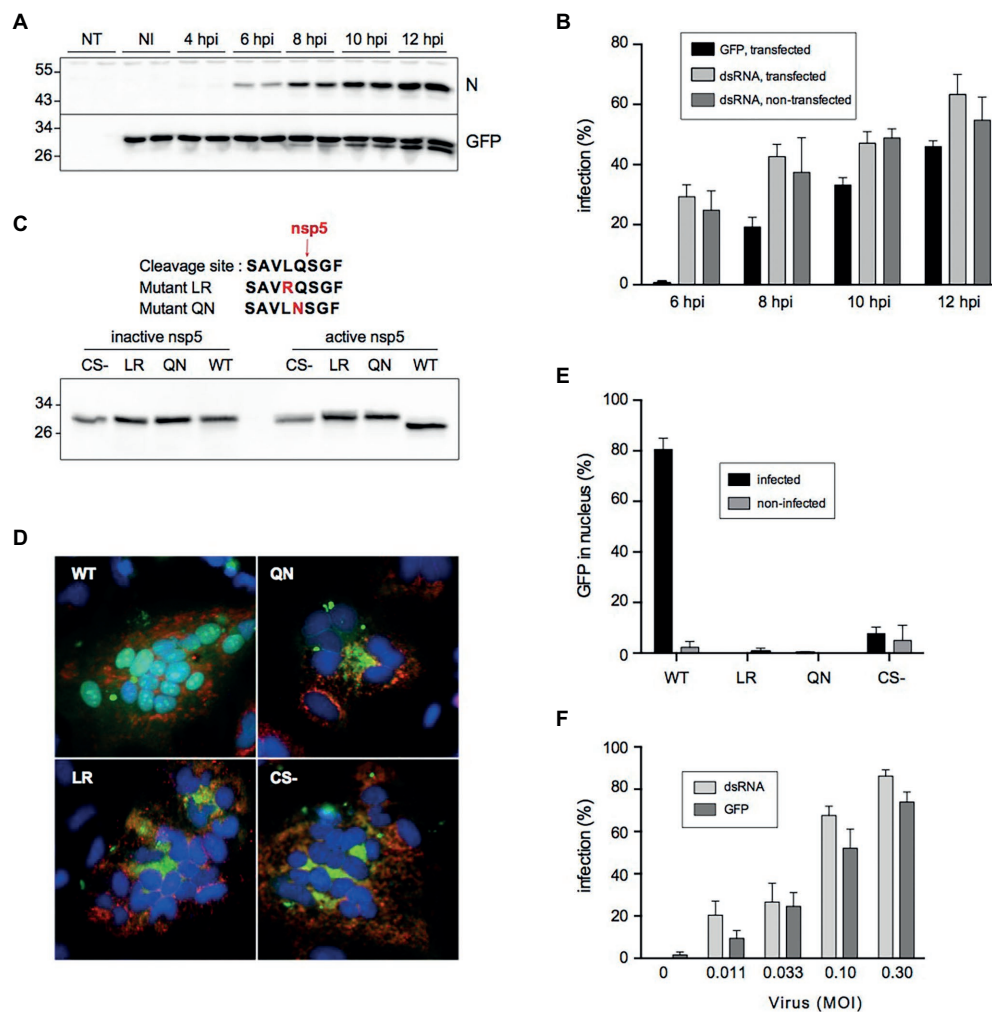 A
NT NI 4 hpi 6 hpi 8 hpi 10 hpi 12 hpi
55
43
N
34
26
GFP
B
80
60
40
20
0
infection (%)
GFP, transfected
dsRNA, transfected
dsRNA, non-transfected
6 hpi 8 hpi 10 hpi 12 hpi
C
nsp5
Cleavage site : SAVLQSGF
Mutant LR SAVRQSGF
Mutant QN SAVLNSGF
inactive nsp5 active nsp5
CS- LR QN WT CS- LR QN WT
34
26
D
WT QN
LR CS-
E
100
80
60
40
20
0
GFP in nucleus (%)
infected
non-infected
WT LR QN CS-
F
100
80
60
40
20
0
infection (%)
dsRNA
GFP
0 0.011 0.033 0.10 0.30
Virus (MOI)